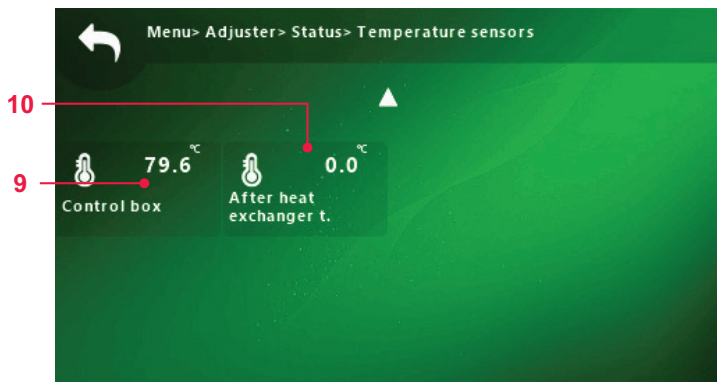 Menu> Adjuster> Status> Temperature sensors
10
9
79.6 °C
Control box
0.0 °C
After heat
exchanger t.